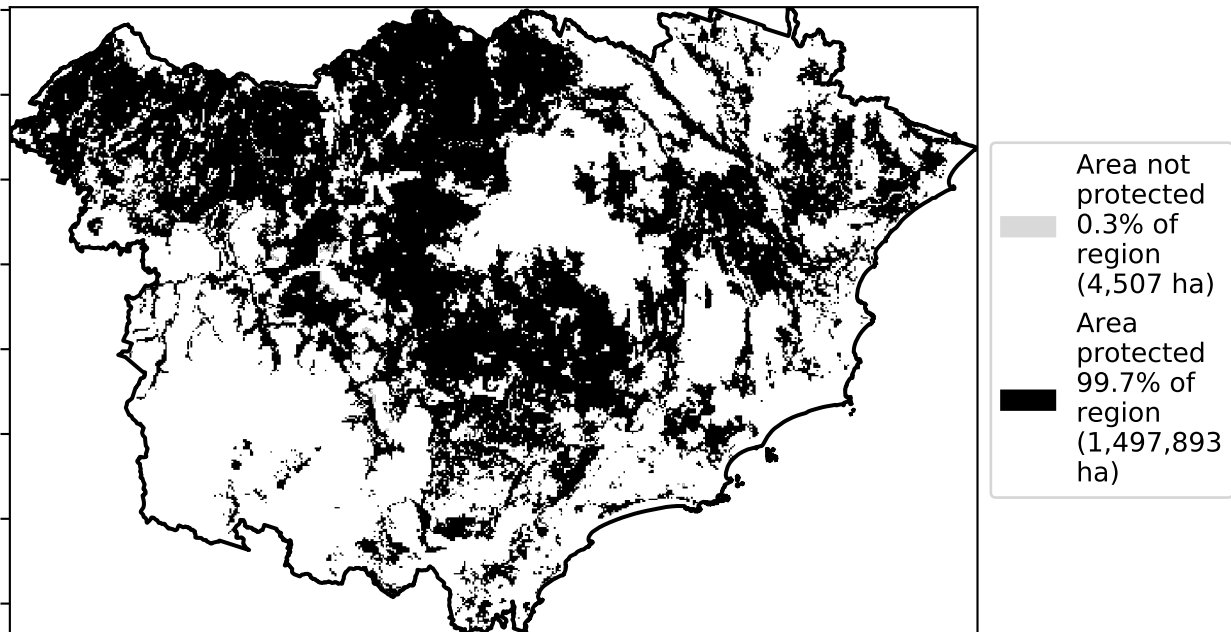 Area not
protected
0.3% of
region
(4,507 ha)
Area
protected
99.7% of
region
(1,497,893
ha)